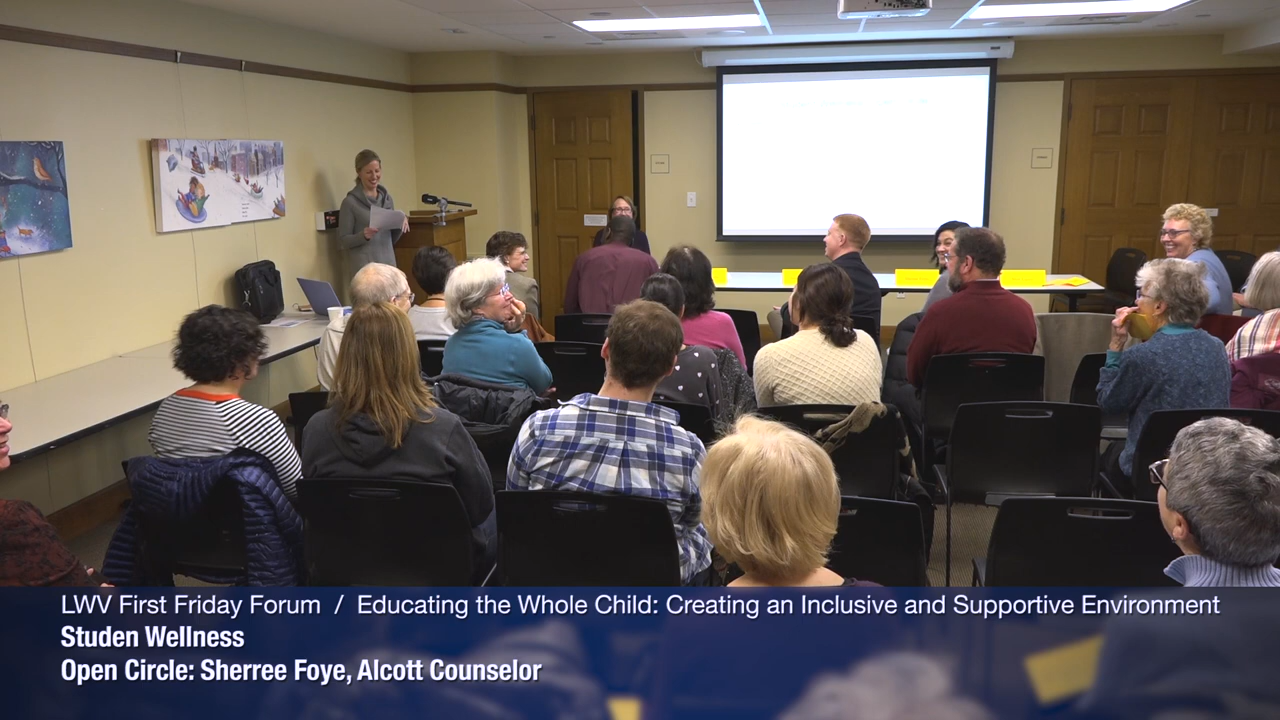 LWV First Friday Forum / Educating the Whole Child: Creating an Inclusive and Supportive Environment
Studen Wellness
Open Circle: Sherree Foye, Alcott Counselor